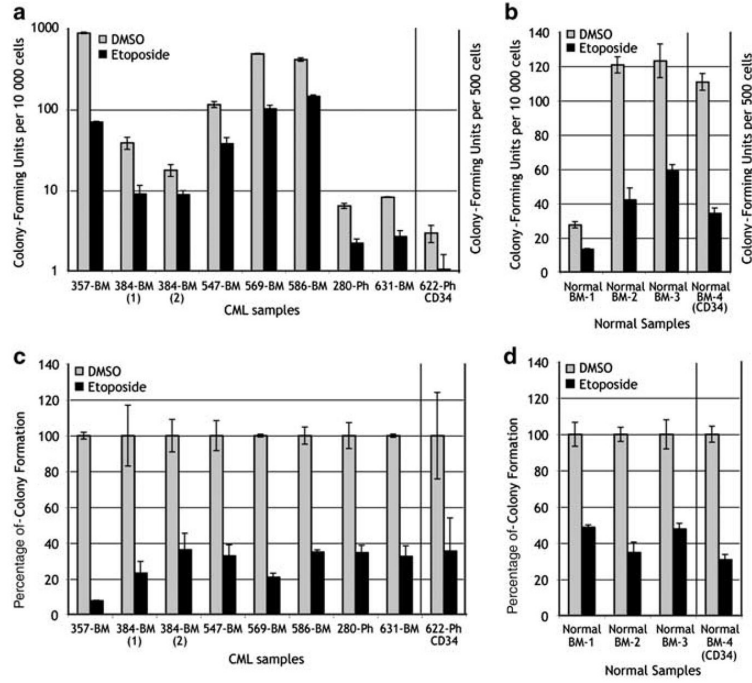 a
Colony-Forming Units per 10 000 cells
1000
100
10
1
DMSO
Etoposide
Colony-Forming Units per 500 cells
357-BM
384-BM
(1)
384-BM
(2)
547-BM
569-BM
586-BM
280-Ph
631-BM
622-Ph
CD34
CML samples
b
Colony-Forming Units per 10 000 cells
140
120
100
80
60
40
20
0
DMSO
Etoposide
Colony-Forming Units per 500 cells
Normal
BM-1
Normal
BM-2
Normal
BM-3
Normal
BM-4
(CD34)
Normal Samples
c
Percentage of-Colony Formation
140
120
100
80
60
40
20
0
DMSO
Etoposide
357-BM
384-BM
(1)
384-BM
(2)
547-BM
569-BM
586-BM
280-Ph
631-BM
622-Ph
CD34
CML samples
d
Percentage of-Colony Formation
140
120
100
80
60
40
20
0
DMSO
Etoposide
Normal
BM-1
Normal
BM-2
Normal
BM-3
Normal
BM-4
(CD34)
Normal Samples